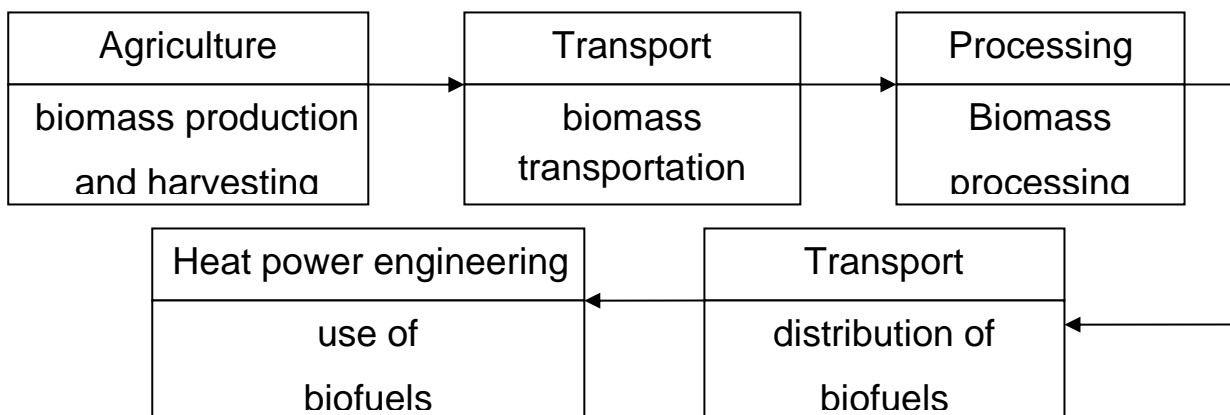 Agriculture
biomass production
and harvesting
Transport
biomass
transportation
Processing
Biomass
processing
Heat power engineering
use of
biofuels
Transport
distribution of
biofuels